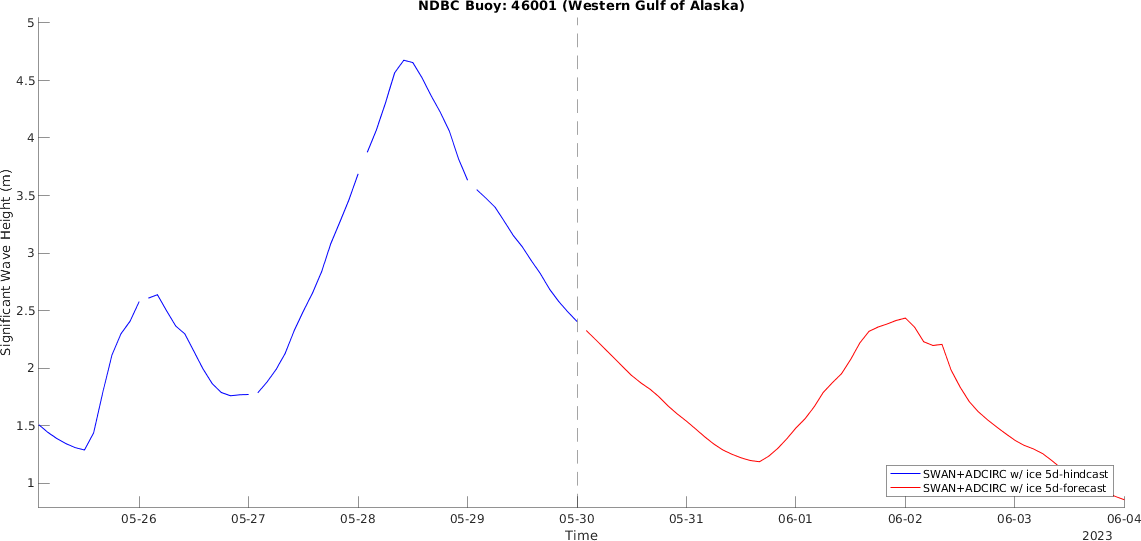 NDBC Buoy: 46001 (Western Gulf of Alaska)
5
4.5
4
3.5
3
2.5
2
1.5
1
Significant Wave Height (m)
SWAN+ADCIRC w/ ice 5d-hindcast
SWAN+ADCIRC w/ ice 5d-forecast
05-26 05-27 05-28 05-29 05-30 05-31 06-01 06-02 06-03 06-04
Time
2023